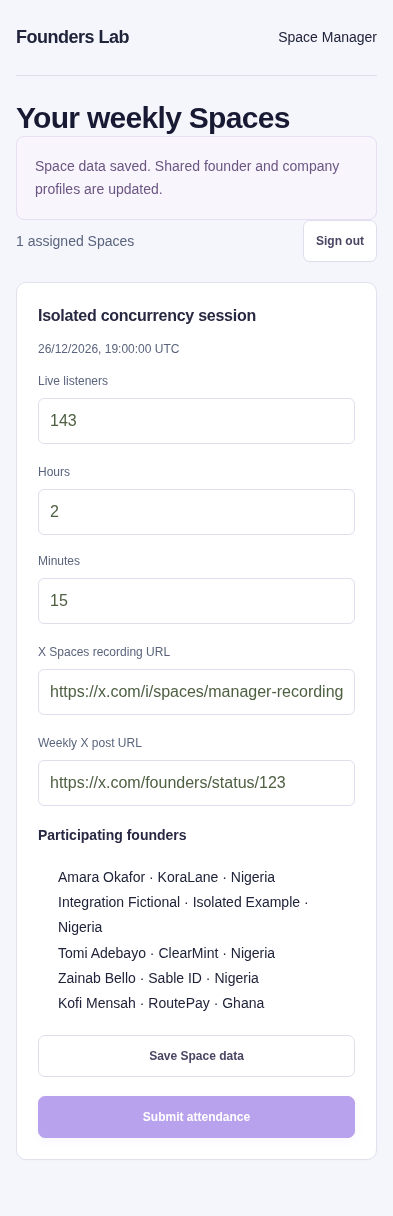 Founders Lab
Space Manager
Your weekly Spaces
Space data saved. Shared founder and company
profiles are updated.
1 assigned Spaces
Sign out
Isolated concurrency session
26/12/2026, 19:00:00 UTC
Live listeners
143
Hours
2
Minutes
15
X Spaces recording URL
https://x.com/i/spaces/manager-recording
Weekly X post URL
https://x.com/founders/status/123
Participating founders
Amara Okafor · KoraLane · Nigeria
Integration Fictional · Isolated Example ·
Nigeria
Tomi Adebayo · ClearMint · Nigeria
Zainab Bello · Sable ID · Nigeria
Kofi Mensah · RoutePay · Ghana
Save Space data
Submit attendance